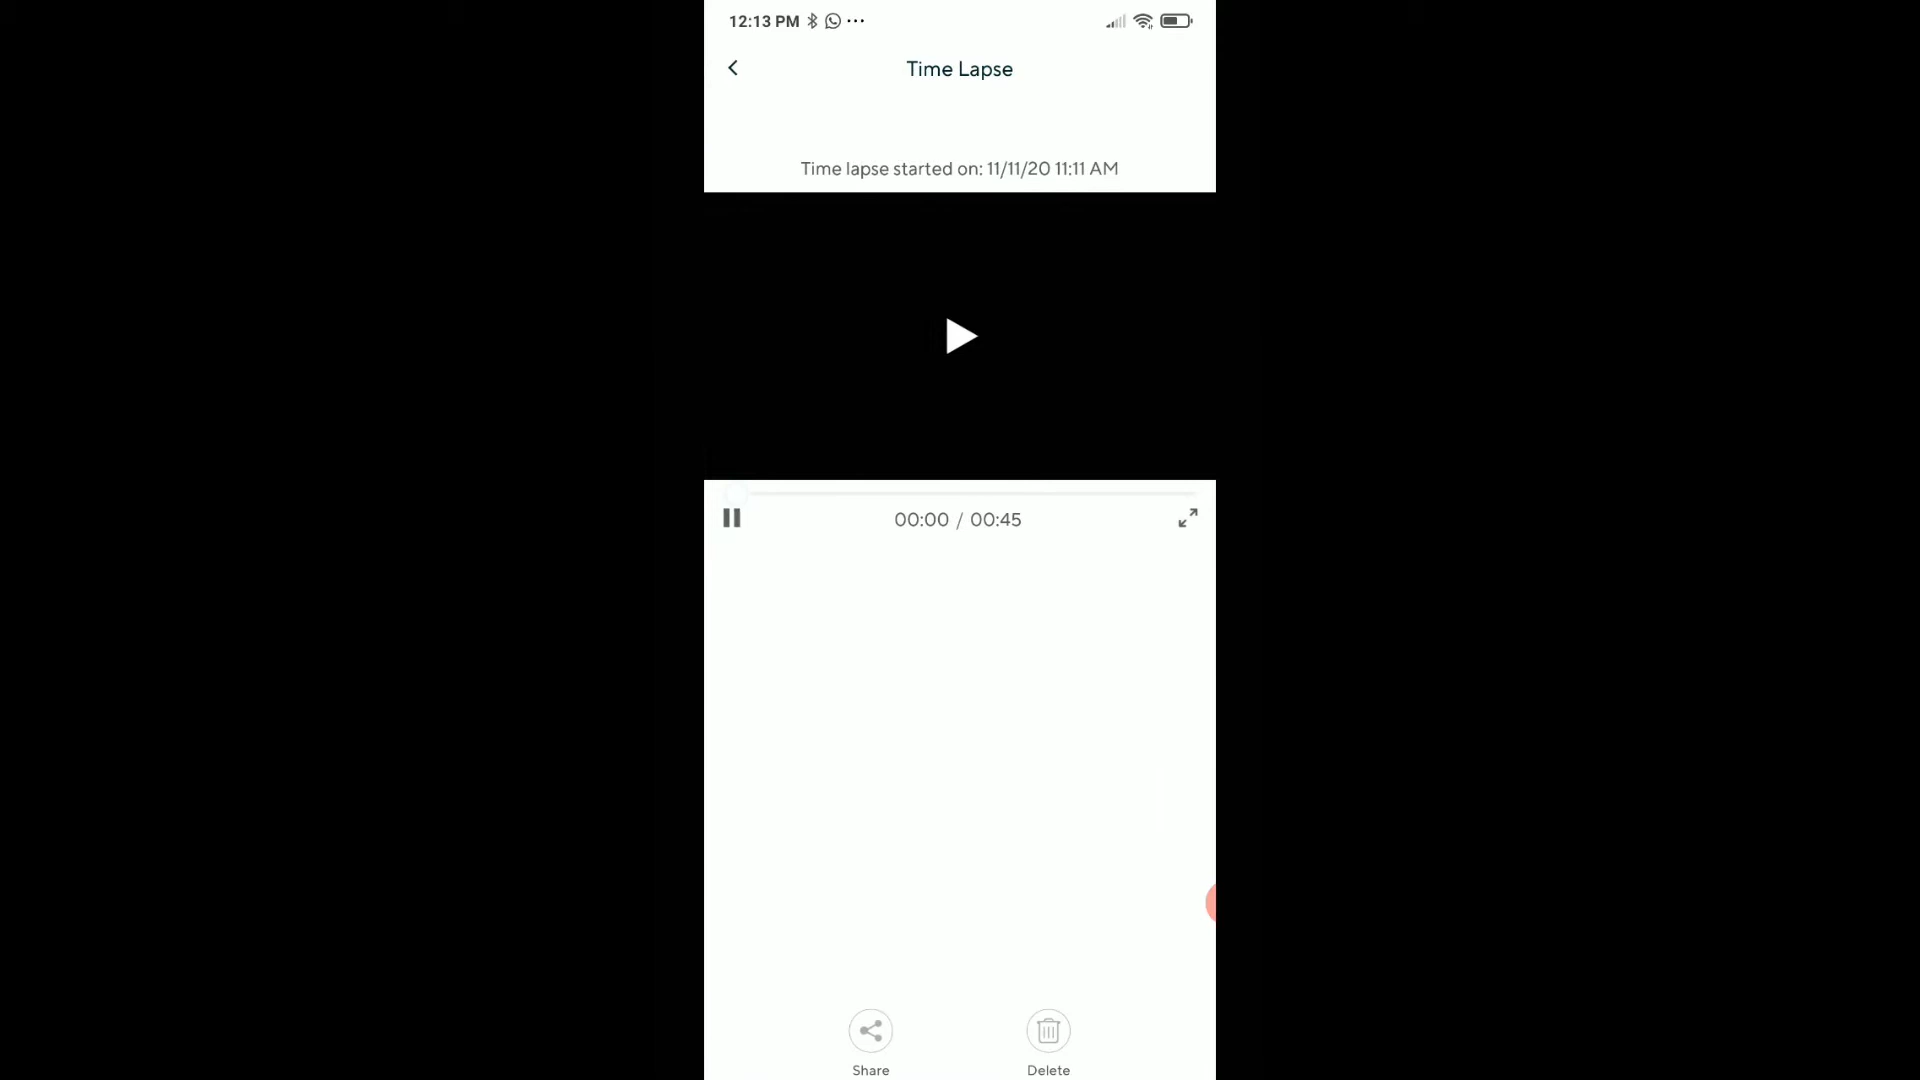 12:13 PM
Time Lapse
Time lapse started on: 11/11/20 11:11 AM
00:00 / 00:45
Share
Delete